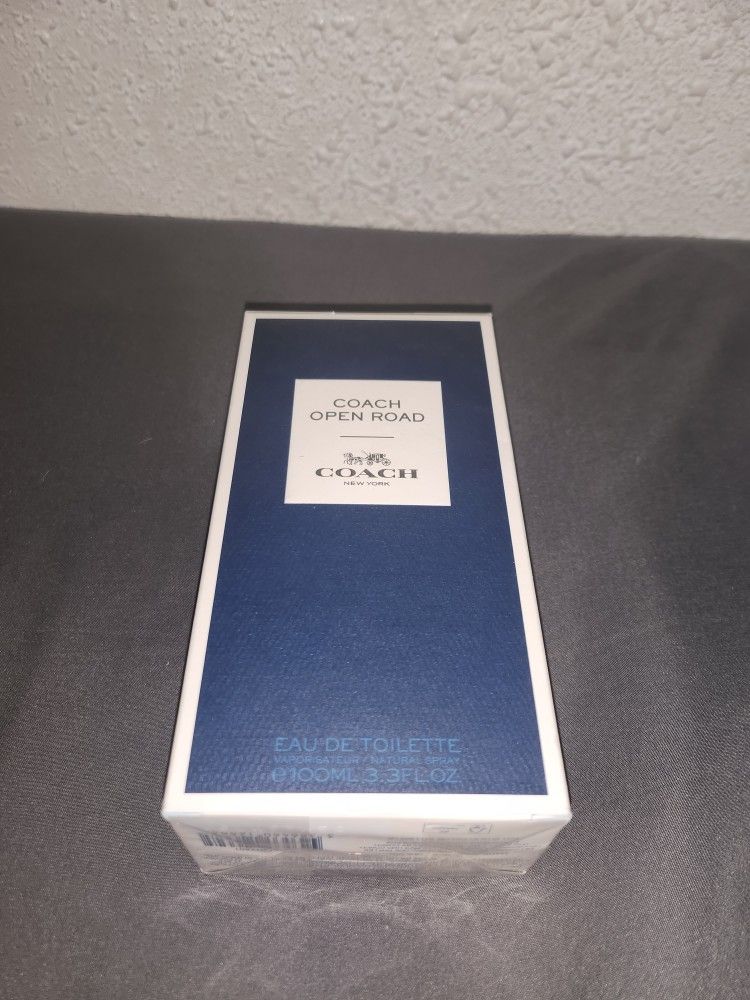 COACH
OPEN ROAD
COACH
NEW YORK
EAU DE TOILETTE
VAPORISATEUR / NATURAL SPRAY
℮100ML 3.3FL.OZ